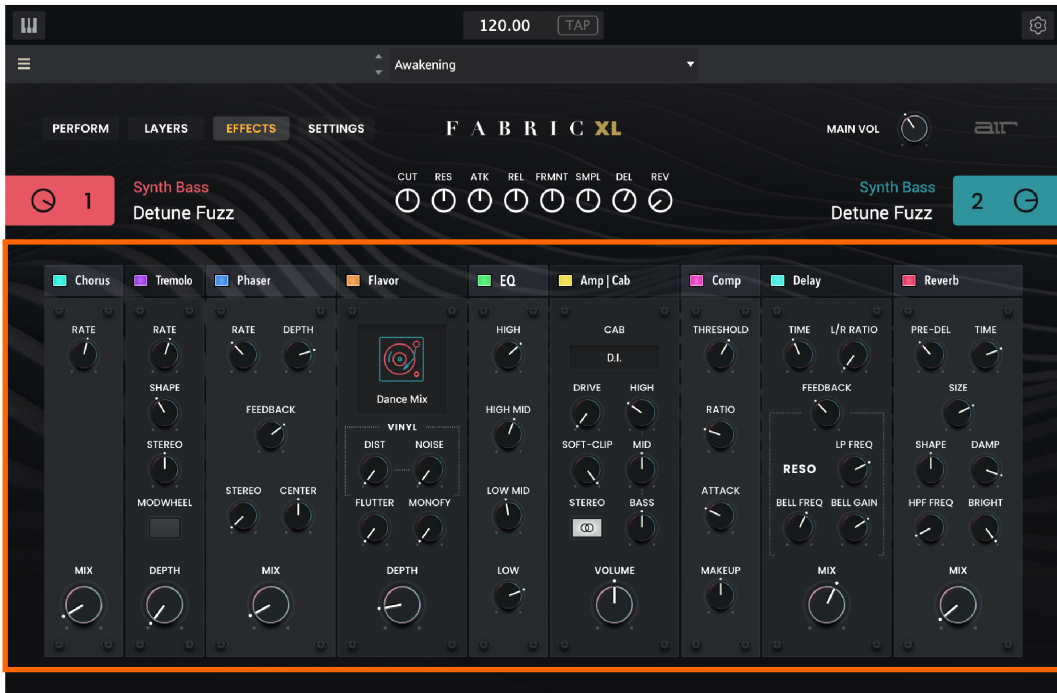 120.00 TAP
Awakening
PERFORM LAYERS EFFECTS SETTINGS FABRIC XL MAIN VOL air
CUT RES ATK REL FRMNT SMPL DEL REV
1 Synth Bass
Detune Fuzz
Synth Bass 2
Detune Fuzz
Chorus Tremolo Phaser Flavor EQ Amp|Cab Comp Delay Reverb
RATE
MIX
RATE
SHAPE
STEREO
MODWHEEL
DEPTH
RATE DEPTH
FEEDBACK
STEREO CENTER
MIX
Dance Mix
VINYL
DIST NOISE
FLUTTER MONOFY
DEPTH
HIGH
HIGH MID
LOW MID
LOW
CAB
D.I.
DRIVE HIGH
SOFT-CLIP MID
STEREO BASS
VOLUME
THRESHOLD
RATIO
ATTACK
MAKEUP
TIME L/R RATIO
FEEDBACK
LP FREQ
RESO
BELL FREQ BELL GAIN
MIX
PRE-DEL TIME
SIZE
SHAPE DAMP
HPF FREQ BRIGHT
MIX